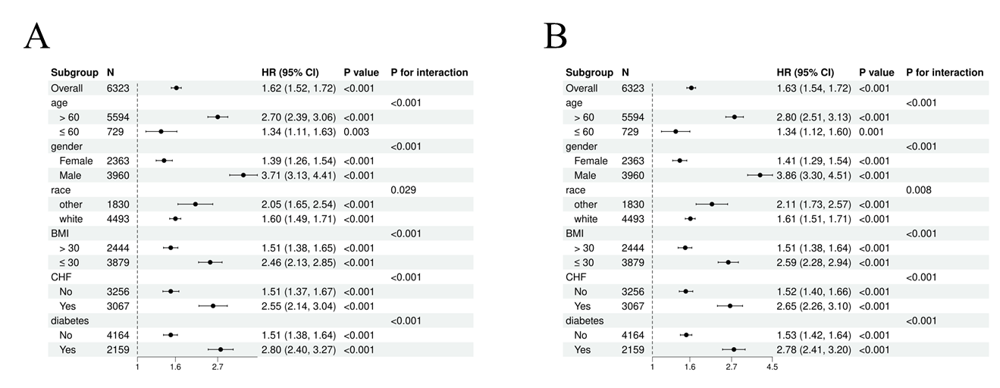 A
Subgroup N HR (95% CI) P value P for interaction
Overall 6323 1.62 (1.52, 1.72) <0.001
age <0.001
> 60 5594 2.70 (2.39, 3.06) <0.001
≤ 60 729 1.34 (1.11, 1.63) 0.003
gender <0.001
Female 2363 1.39 (1.26, 1.54) <0.001
Male 3960 3.71 (3.13, 4.41) <0.001
race 0.029
other 1830 2.05 (1.65, 2.54) <0.001
white 4493 1.60 (1.49, 1.71) <0.001
BMI <0.001
> 30 2444 1.51 (1.38, 1.65) <0.001
≤ 30 3879 2.46 (2.13, 2.85) <0.001
CHF <0.001
No 3256 1.51 (1.37, 1.67) <0.001
Yes 3067 2.55 (2.14, 3.04) <0.001
diabetes <0.001
No 4164 1.51 (1.38, 1.64) <0.001
Yes 2159 2.80 (2.40, 3.27) <0.001
1 1.6 2.7
B
Subgroup N HR (95% CI) P value P for interaction
Overall 6323 1.63 (1.54, 1.72) <0.001
age <0.001
> 60 5594 2.80 (2.51, 3.13) <0.001
≤ 60 729 1.34 (1.12, 1.60) 0.001
gender <0.001
Female 2363 1.41 (1.29, 1.54) <0.001
Male 3960 3.86 (3.30, 4.51) <0.001
race 0.008
other 1830 2.11 (1.73, 2.57) <0.001
white 4493 1.61 (1.51, 1.71) <0.001
BMI <0.001
> 30 2444 1.51 (1.38, 1.64) <0.001
≤ 30 3879 2.59 (2.28, 2.94) <0.001
CHF <0.001
No 3256 1.52 (1.40, 1.66) <0.001
Yes 3067 2.65 (2.26, 3.10) <0.001
diabetes <0.001
No 4164 1.53 (1.42, 1.64) <0.001
Yes 2159 2.78 (2.41, 3.20) <0.001
1 1.6 2.7 4.5